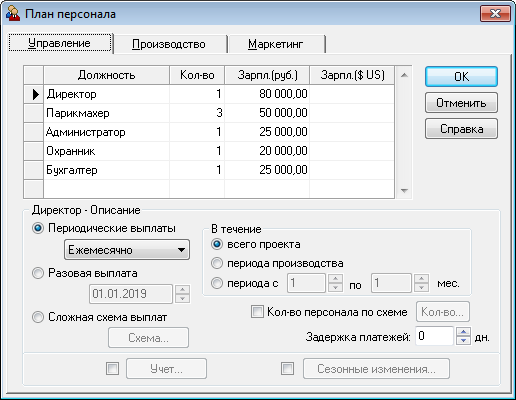 План персонала
Управление Производство Маркетинг
Должность Кол-во Зарпл.(руб.) Зарпл.($ US)
Директор 1 80 000,00
Парикмахер 3 50 000,00
Администратор 1 25 000,00
Охранник 1 20 000,00
Бухгалтер 1 25 000,00
OK
Отменить
Справка
Директор - Описание
Периодические выплаты
Ежемесячно
Разовая выплата
01.01.2019
Сложная схема выплат
Схема...
В течение
всего проекта
периода производства
периода с 1 по 1 мес.
Кол-во персонала по схеме Кол-во...
Задержка платежей: 0 дн.
Учет... Сезонные изменения...